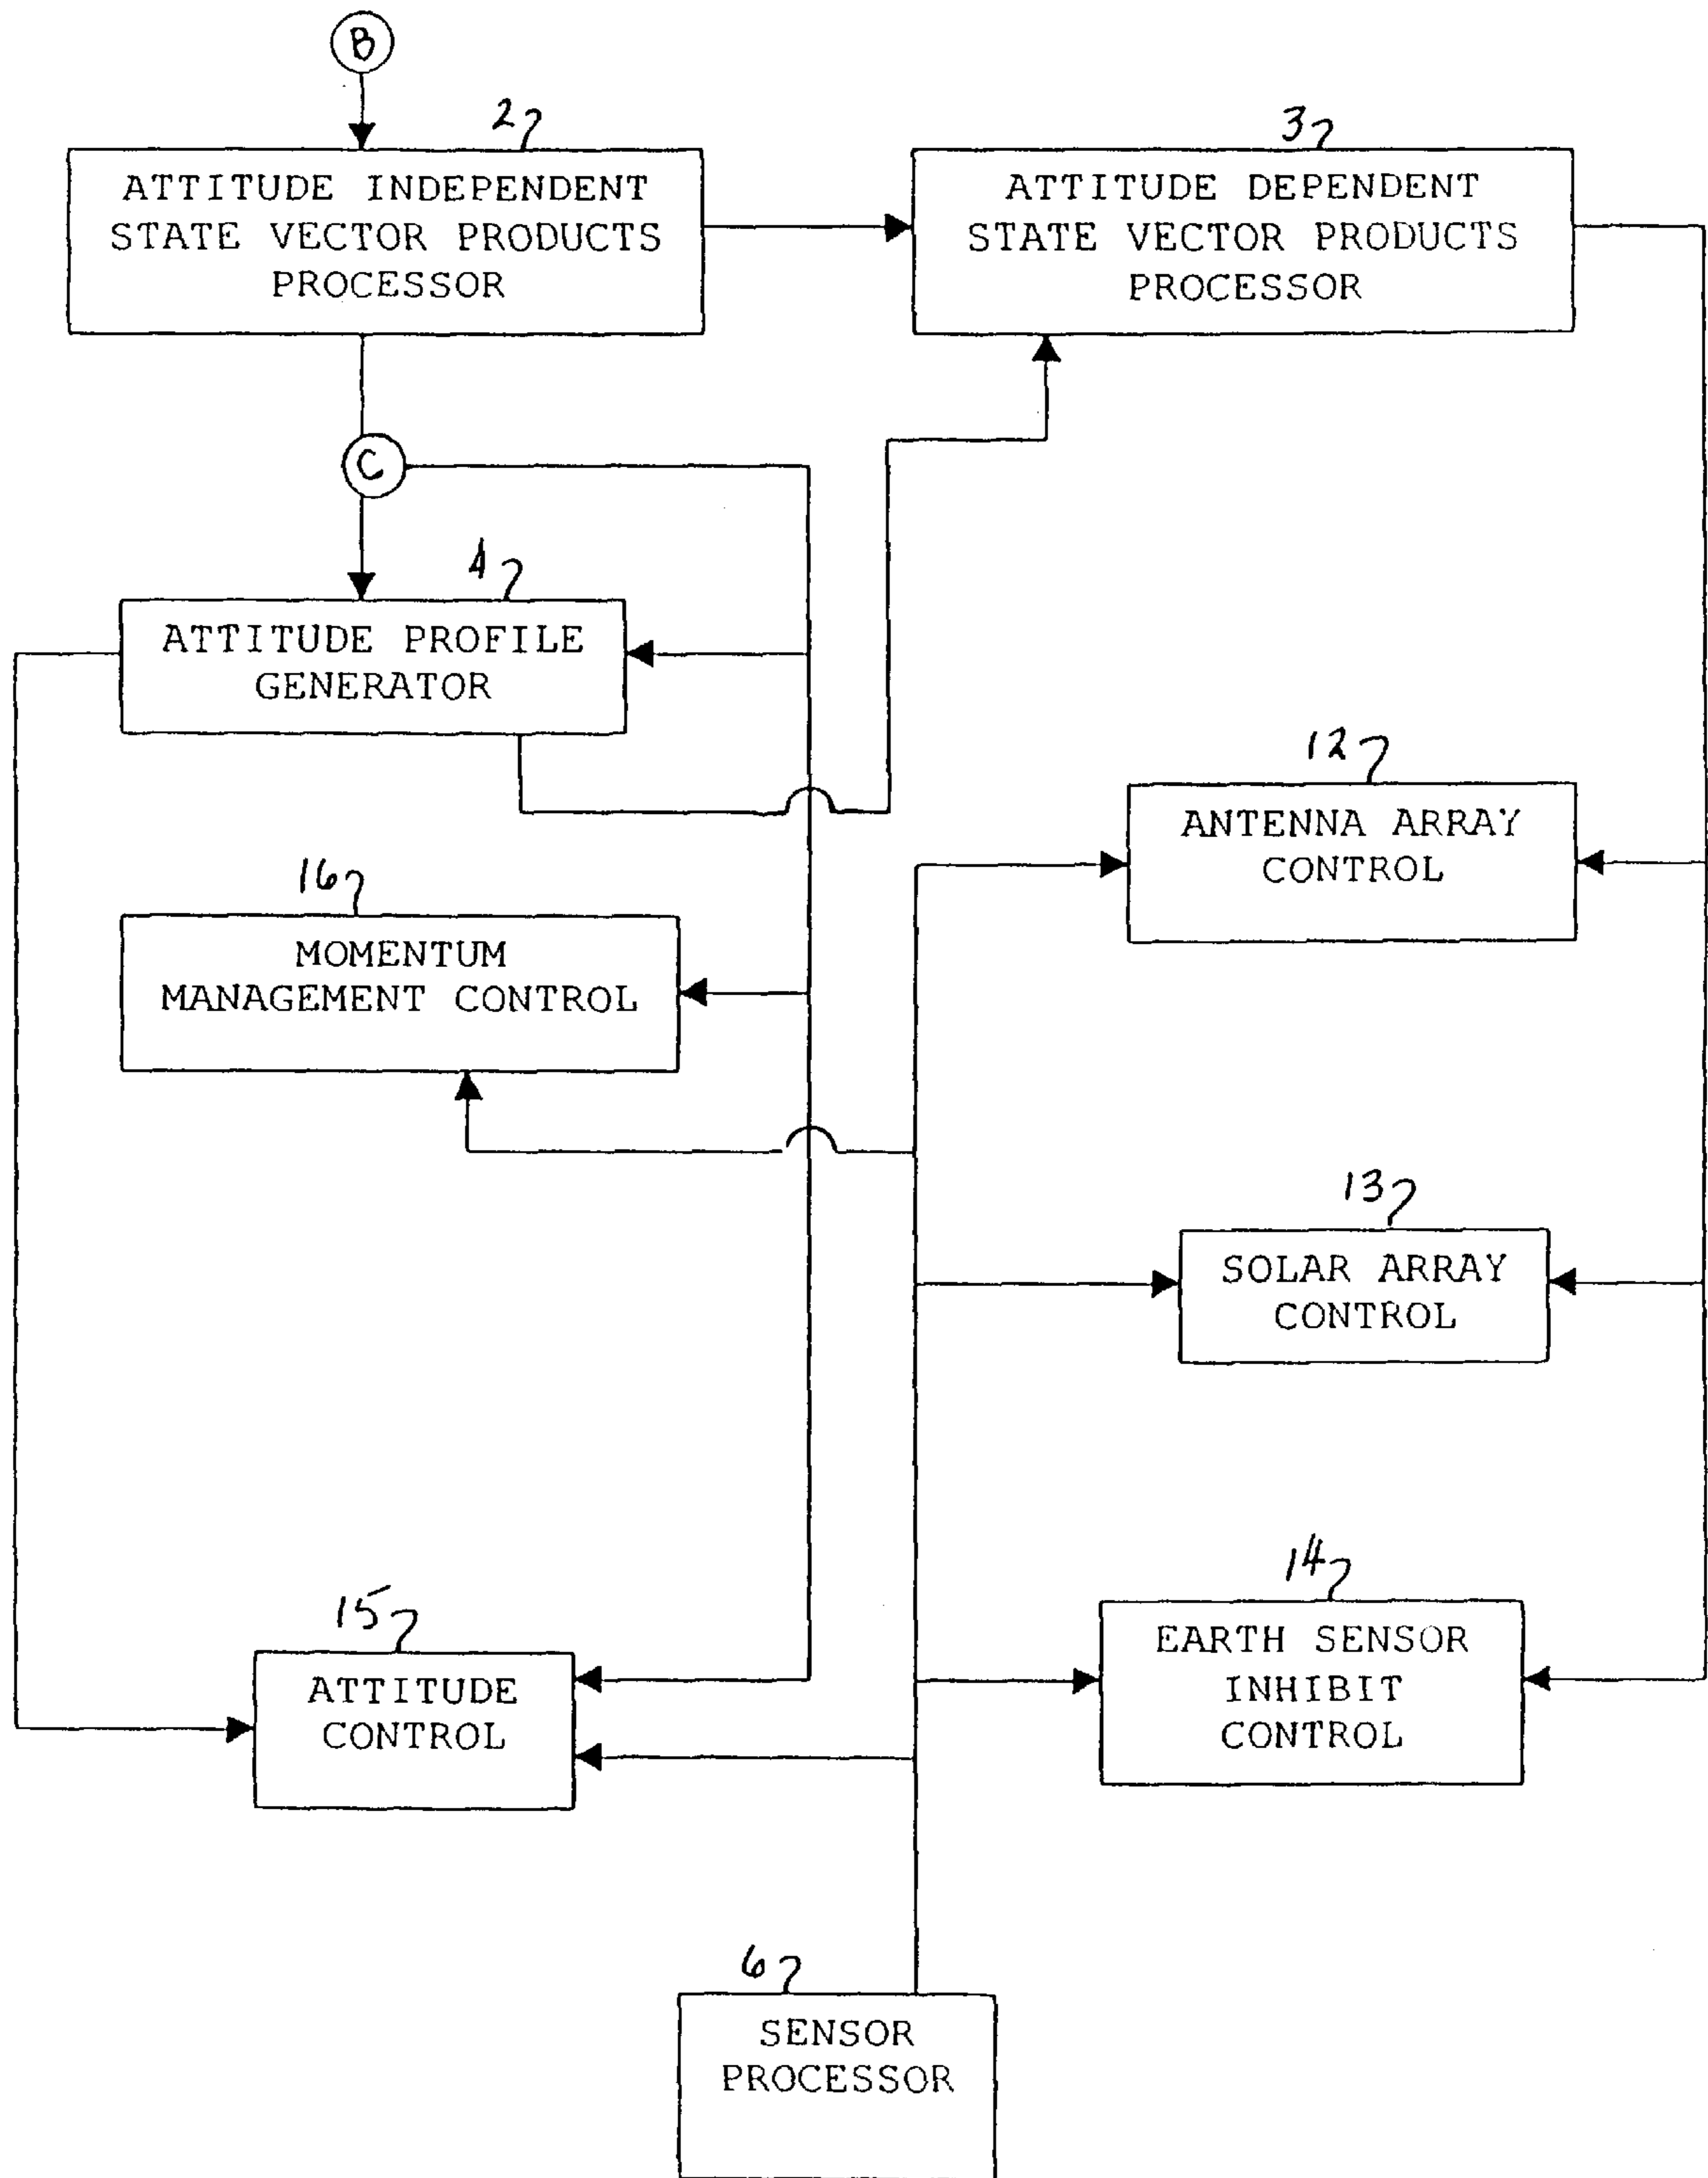 B
2
ATTITUDE INDEPENDENT
STATE VECTOR PRODUCTS
PROCESSOR
3
ATTITUDE DEPENDENT
STATE VECTOR PRODUCTS
PROCESSOR
C
4
ATTITUDE PROFILE
GENERATOR
12
ANTENNA ARRAY
CONTROL
16
MOMENTUM
MANAGEMENT CONTROL
13
SOLAR ARRAY
CONTROL
14
EARTH SENSOR
INHIBIT
CONTROL
15
ATTITUDE
CONTROL
6
SENSOR
PROCESSOR